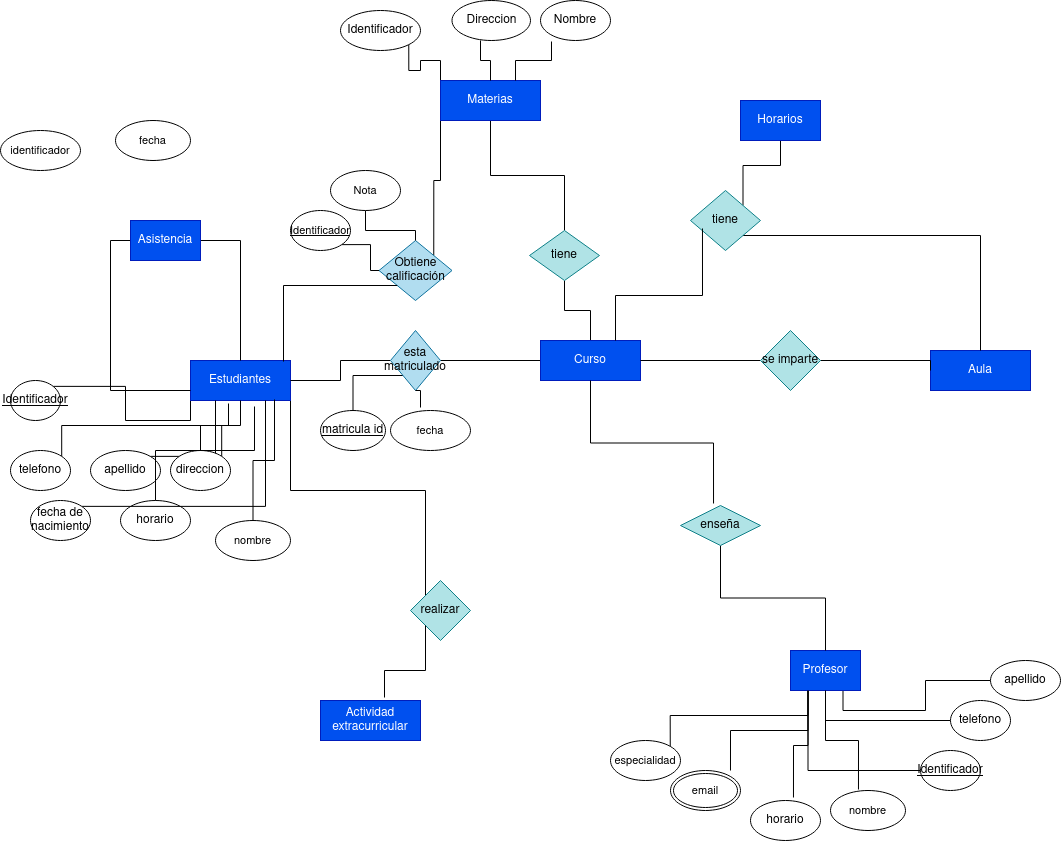 Identificador
Direccion
Nombre
Materias
Horarios
identificador
fecha
Nota
Identificador
tiene
Asistencia
Obtiene
calificación
tiene
esta
matriculado
Curso
se imparte
Aula
Estudiantes
Identificador
matricula id
fecha
telefono
apellido
direccion
fecha de
nacimiento
horario
nombre
enseña
realizar
Profesor
apellido
Actividad
extracurricular
telefono
especialidad
Identificador
email
horario
nombre